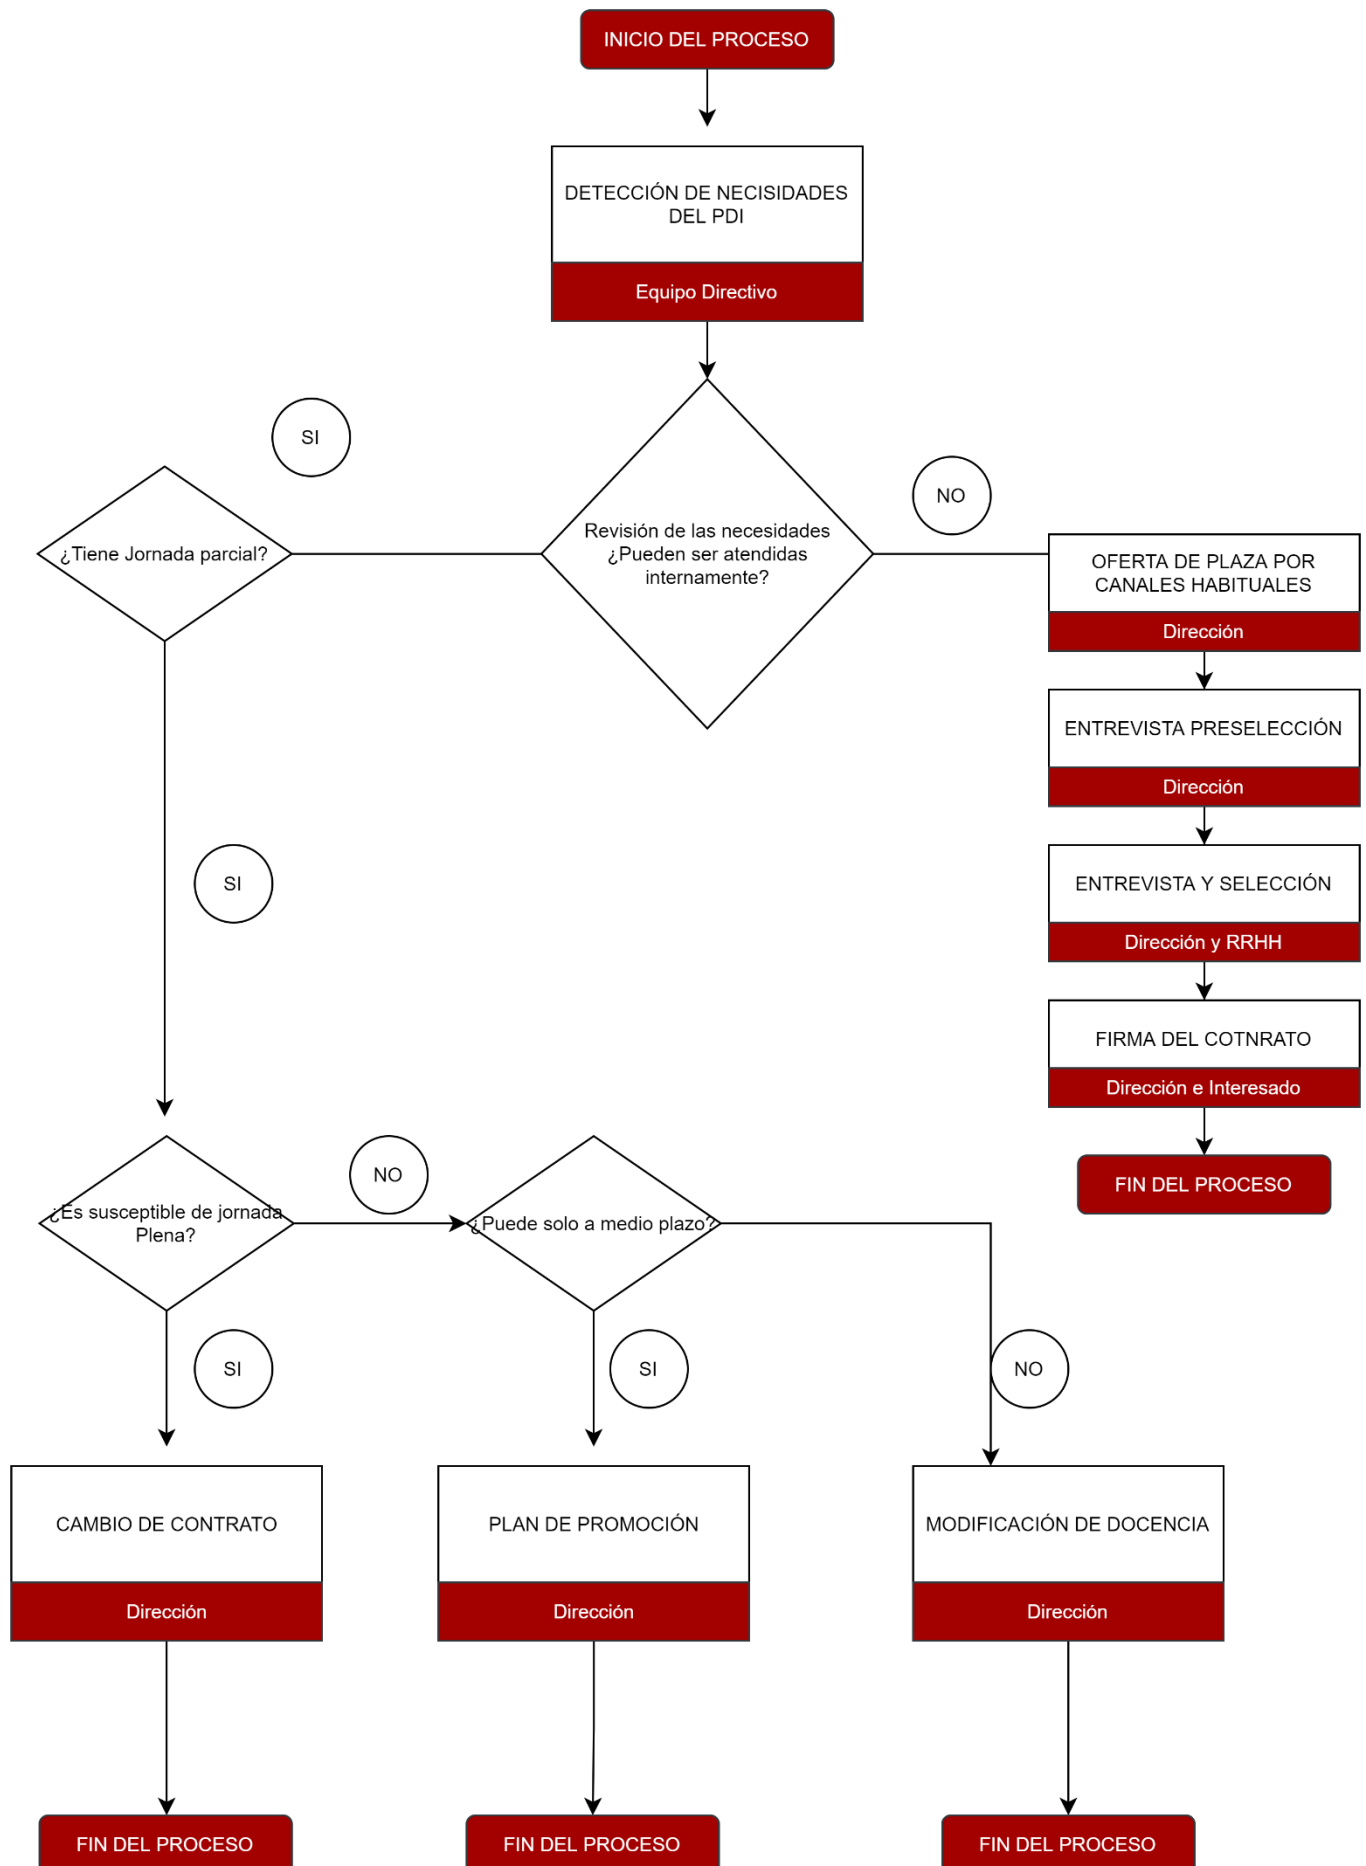 INICIO DEL PROCESO
DETECCIÓN DE NECISIDADES
DEL PDI
Equipo Directivo
SI
NO
¿Tiene Jornada parcial?
Revisión de las necesidades
¿Pueden ser atendidas
internamente?
OFERTA DE PLAZA POR
CANALES HABITUALES
Dirección
ENTREVISTA PRESELECCIÓN
Dirección
SI
ENTREVISTA Y SELECCIÓN
Dirección y RRHH
FIRMA DEL COTNRATO
Dirección e Interesado
FIN DEL PROCESO
¿Es susceptible de jornada
Plena?
NO
¿Puede solo a medio plazo?
SI
SI
NO
CAMBIO DE CONTRATO
Dirección
PLAN DE PROMOCIÓN
Dirección
MODIFICACIÓN DE DOCENCIA
Dirección
FIN DEL PROCESO
FIN DEL PROCESO
FIN DEL PROCESO